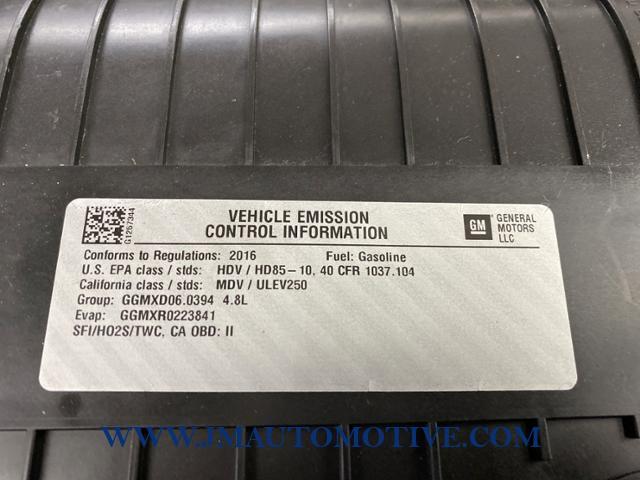 VEHICLE EMISSION
CONTROL INFORMATION
G1267344
GM
GENERAL
MOTORS
LLC
Conforms to Regulations: 2016 Fuel: Gasoline
U.S. EPA class / stds: HDV / HD85-10, 40 CFR 1037.104
California class / stds: MDV / ULEV250
Group: GGMXD06.0394 4.8L
Evap: GGMXR0223841
SFI/HO2S/TWC, CA OBD: II
WWW.JMAUTOMOTIVE.COM